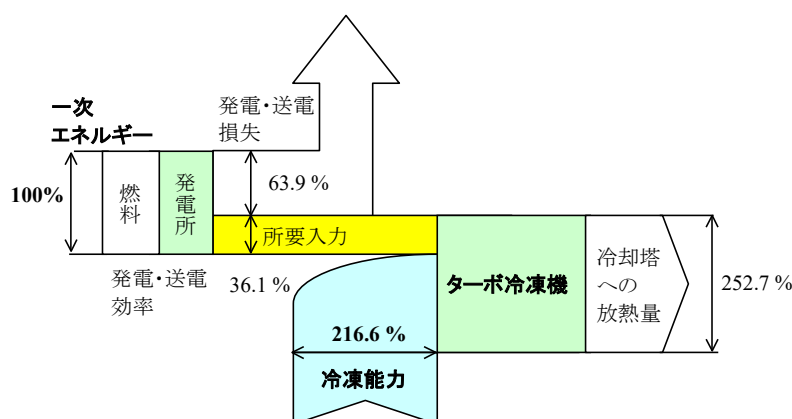 一次
エネルギー
発電・送電
損失
100%
燃料
発電所
63.9 %
所要入力
発電・送電
効率
36.1 %
216.6 %
冷凍能力
ターボ冷凍機
冷却塔
への
放熱量
252.7 %